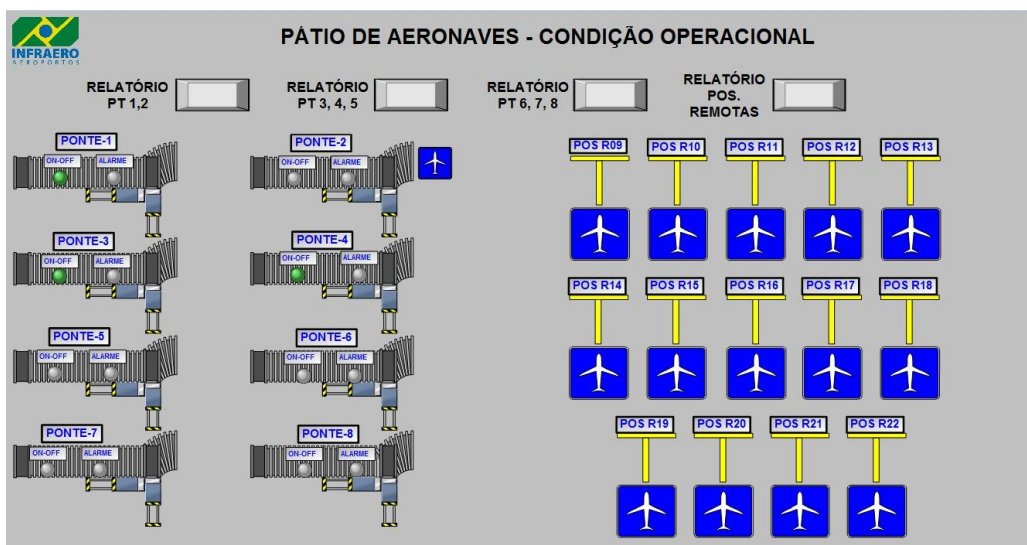 INFRAERO
AEROPORTOS
PÁTIO DE AERONAVES - CONDIÇÃO OPERACIONAL
RELATÓRIO
PT 1,2
RELATÓRIO
PT 3, 4, 5
RELATÓRIO
PT 6, 7, 8
RELATÓRIO
POS.
REMOTAS
PONTE-1
ON-OFF ALARME
PONTE-2
ON-OFF ALARME
PONTE-3
ON-OFF ALARME
PONTE-4
ON-OFF ALARME
PONTE-5
ON-OFF ALARME
PONTE-6
ON-OFF ALARME
PONTE-7
ON-OFF ALARME
PONTE-8
ON-OFF ALARME
POS R09 POS R10 POS R11 POS R12 POS R13
POS R14 POS R15 POS R16 POS R17 POS R18
POS R19 POS R20 POS R21 POS R22